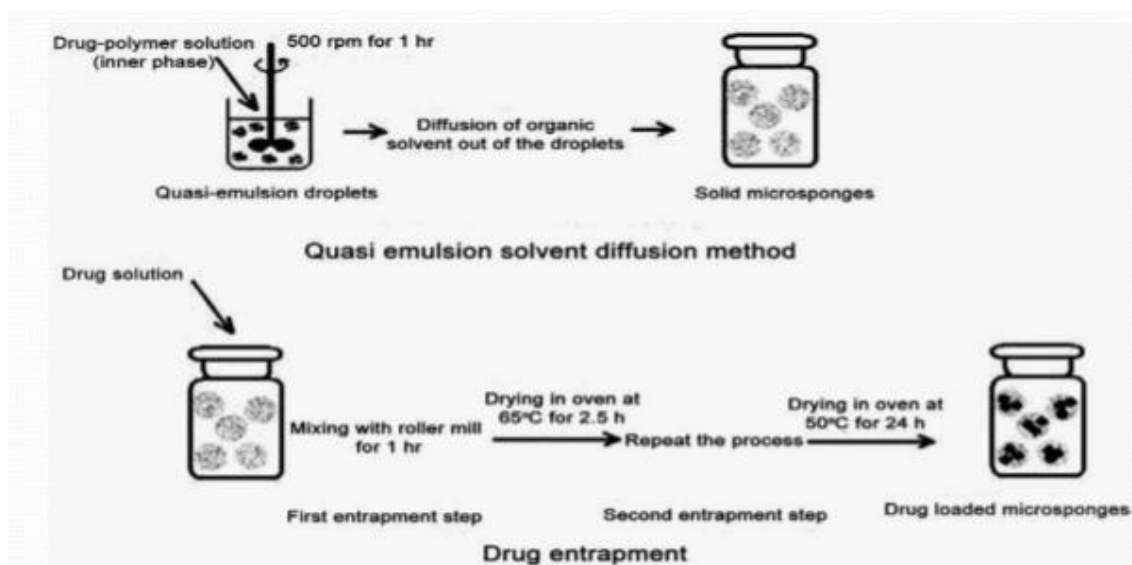 Drug-polymer solution
(inner phase)
500 rpm for 1 hr
Diffusion of organic
solvent out of the droplets
Quasi-emulsion droplets
Solid microsponges
Quasi emulsion solvent diffusion method
Drug solution
Mixing with roller mill
for 1 hr
Drying in oven at
65ºC for 2.5 h
Repeat the process
Drying in oven at
50ºC for 24 h
First entrapment step
Second entrapment step
Drug loaded microsponges
Drug entrapment